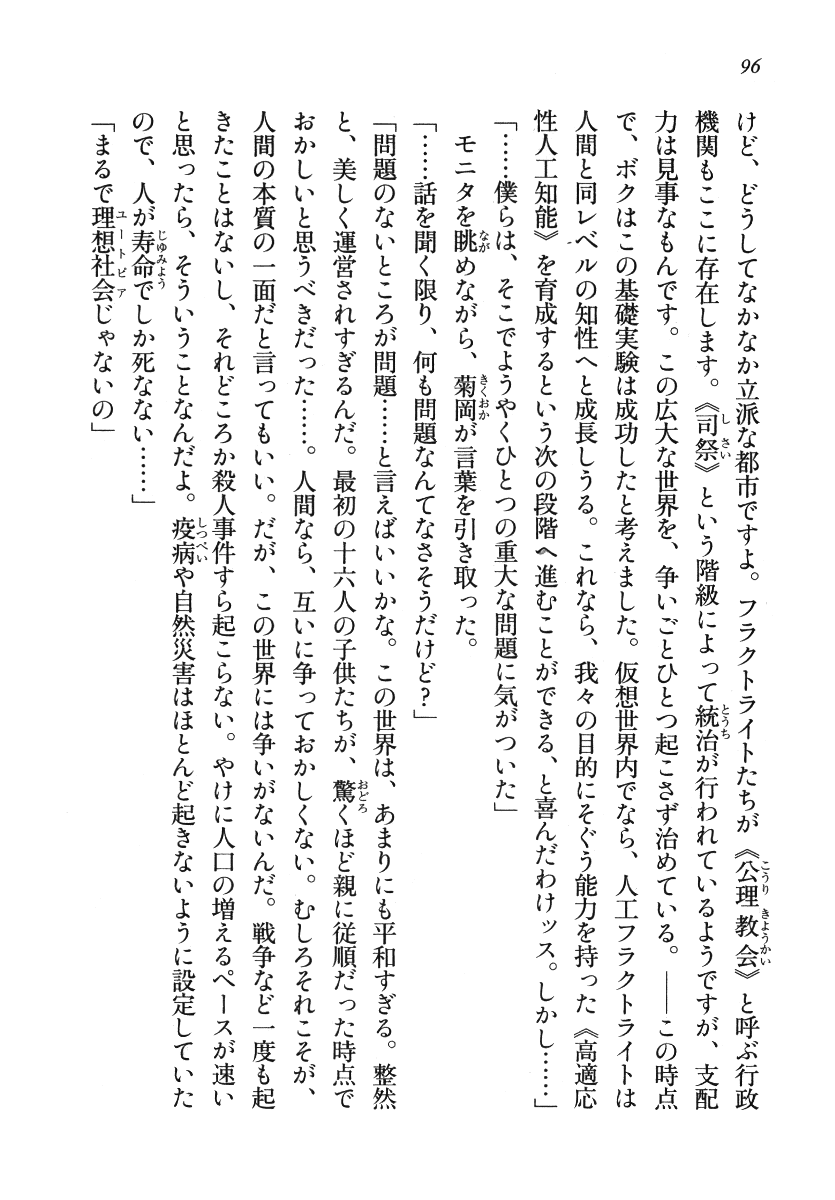 96
けど、どうしてなかなか立派な都市ですよ。フラクトライトたちが《公理教会》と呼ぶ行政
機関もここに存在します。《司祭》という階級によって統治が行われているようですが、支配
力は見事なもんです。この広大な世界を、争いごとひとつ起こさず治めている。――この時点
で、ボクはこの基礎実験は成功したと考えました。仮想世界内でなら、人工フラクトライトは
人間と同レベルの知性へと成長しうる。これなら、我々の目的にそぐう能力を持った《高適応
性人工知能》を育成するという次の段階へ進むことができる、と喜んだわけッス。しかし……」
「……僕らは、そこでようやくひとつの重大な問題に気がついた」
モニタを眺めながら、菊岡が言葉を引き取った。
「……話を聞く限り、何も問題なんてなさそうだけど?」
「問題のないところが問題……と言えばいいかな。この世界は、あまりにも平和すぎる。整然
と、美しく運営されすぎるんだ。最初の十六人の子供たちが、驚くほど親に従順だった時点で
おかしいと思うべきだった……。人間なら、互いに争っておかしくない。むしろそれこそが、
人間の本質の一面だと言ってもいい。だが、この世界には争いがないんだ。戦争など一度も起
きたことはないし、それどころか殺人事件すら起こらない。やけに人口の増えるペースが速い
と思ったら、そういうことなんだよ。疫病や自然災害はほとんど起きないように設定していた
ので、人が寿命でしか死なない……」
「まるで理想社会じゃないの」